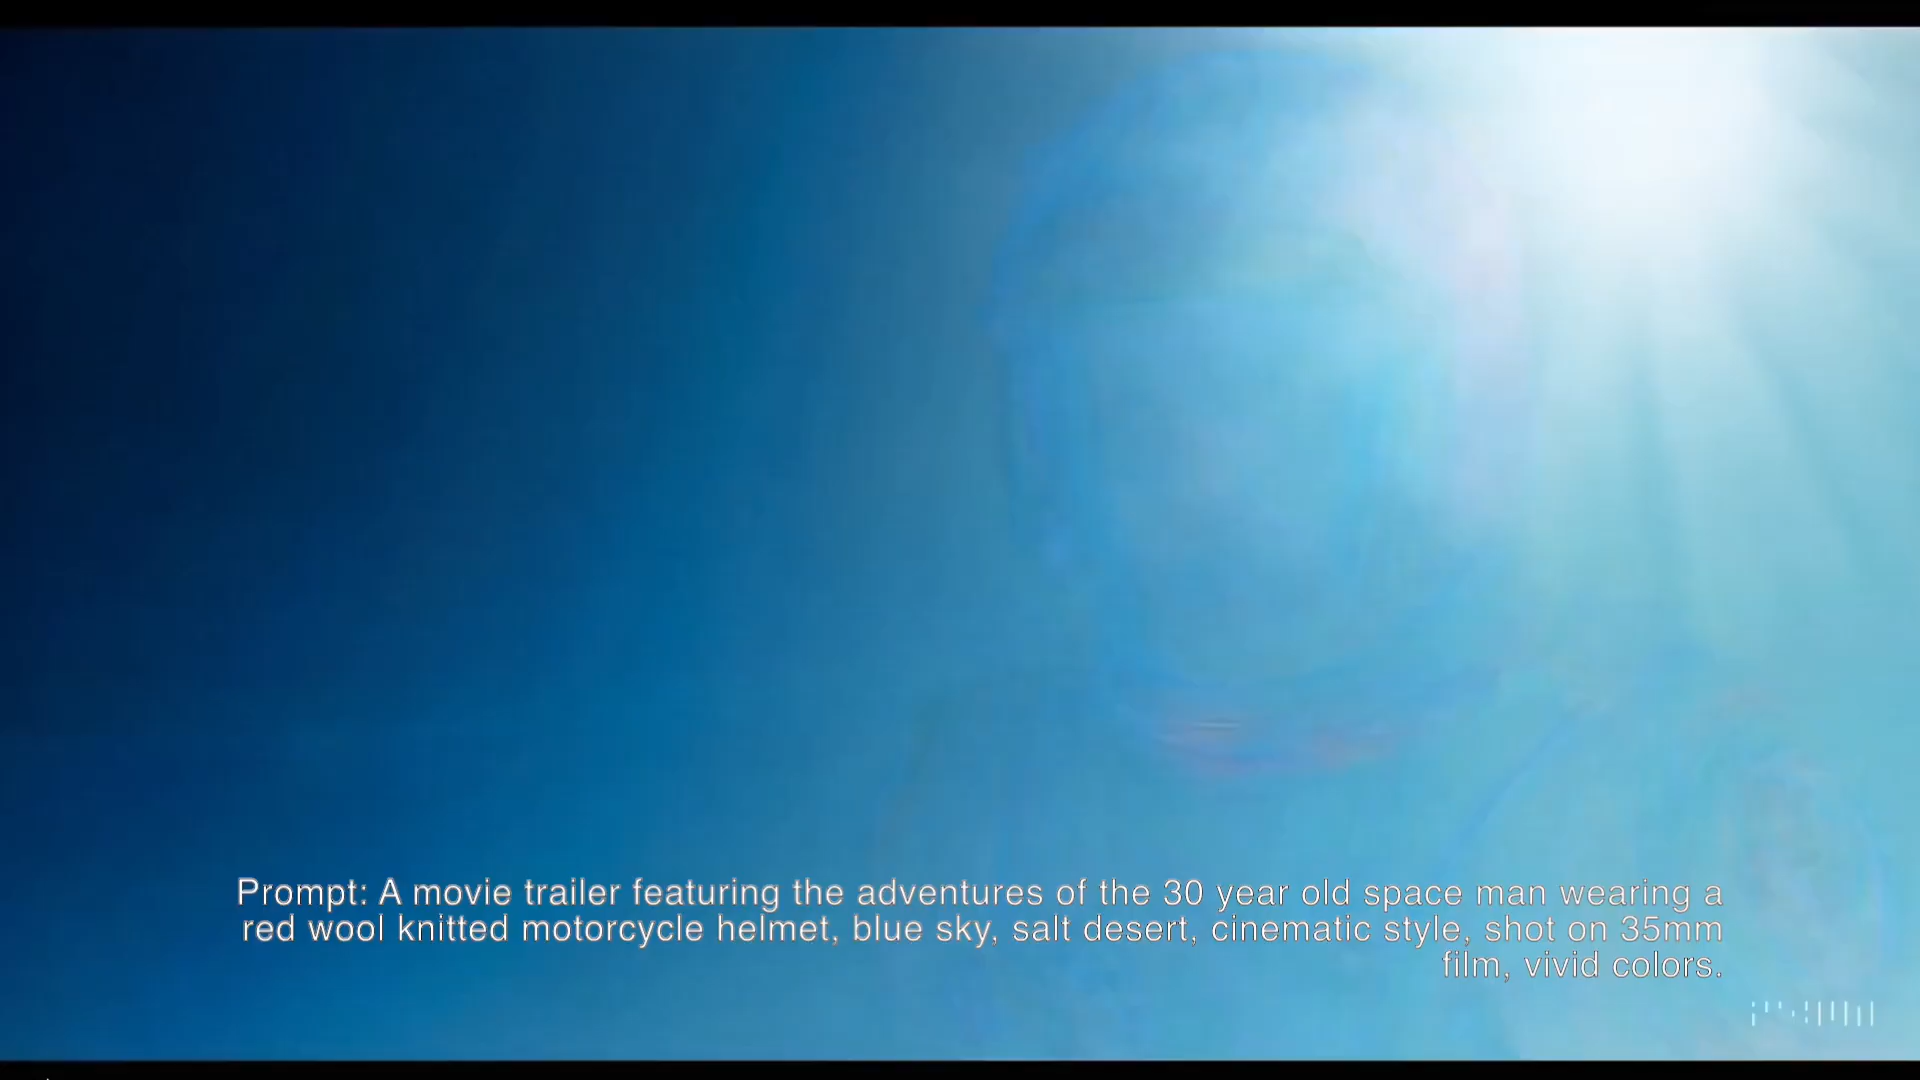 Prompt: A movie trailer featuring the adventures of the 30 year old space man wearing a
red wool knitted motorcycle helmet, blue sky, salt desert, cinematic style, shot on 35mm
film, vivid colors.